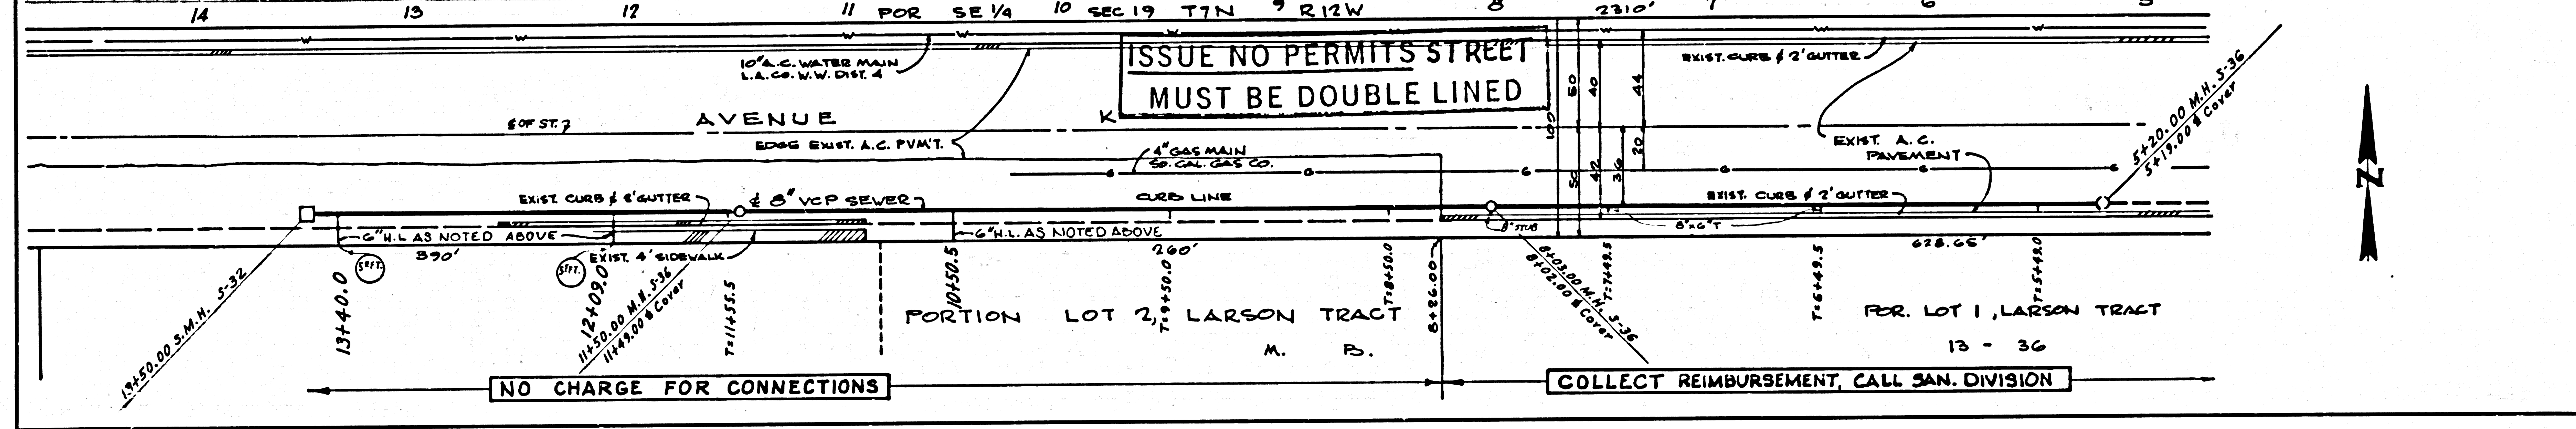 14 13 12 11 POR SE 1/4 10 SEC 19 T7N 9 R12W 8 2310' 7 6 5
W W W W W W W W
10" A.C. WATER MAIN
L.A.CO. W.W. DIST. 4
ISSUE NO PERMITS STREET
MUST BE DOUBLE LINED
EXIST. CURB & 2' GUTTER
50 40 44
100
℄ OF ST.
AVENUE K
EDGE EXIST. A.C. PVM'T.
4" GAS MAIN
SO. CAL. GAS CO.
G G G G G G
50 42 36 20
EXIST. A.C.
PAVEMENT
5+20.00 M.H. S-36
5+19.00 ℄ Cover
N
EXIST CURB & 2' GUTTER
℄ 8" VCP SEWER
CURB LINE
EXIST. CURB & 2' GUTTER
6" H.L AS NOTED ABOVE
6" H.L. AS NOTED ABOVE
8" STUB
8"x6" T
390'
EXIST. 4' SIDEWALK
260'
628.65'
13+50.00 S.M.H. S-32
13+40.0
12+09.0
11+50.00 M.H. S-36
11+49.00 ℄ Cover
T=11+55.5
10+50.5
T=9+50.0
T=8+50.0
8+26.00
8+03.00 M.H. S-36
8+02.00 ℄ Cover
T=7+49.5
T=6+49.5
T=5+49.0
PORTION LOT 2, LARSON TRACT
M. B.
POR. LOT 1, LARSON TRACT
13 - 36
NO CHARGE FOR CONNECTIONS
COLLECT REIMBURSEMENT, CALL SAN. DIVISION